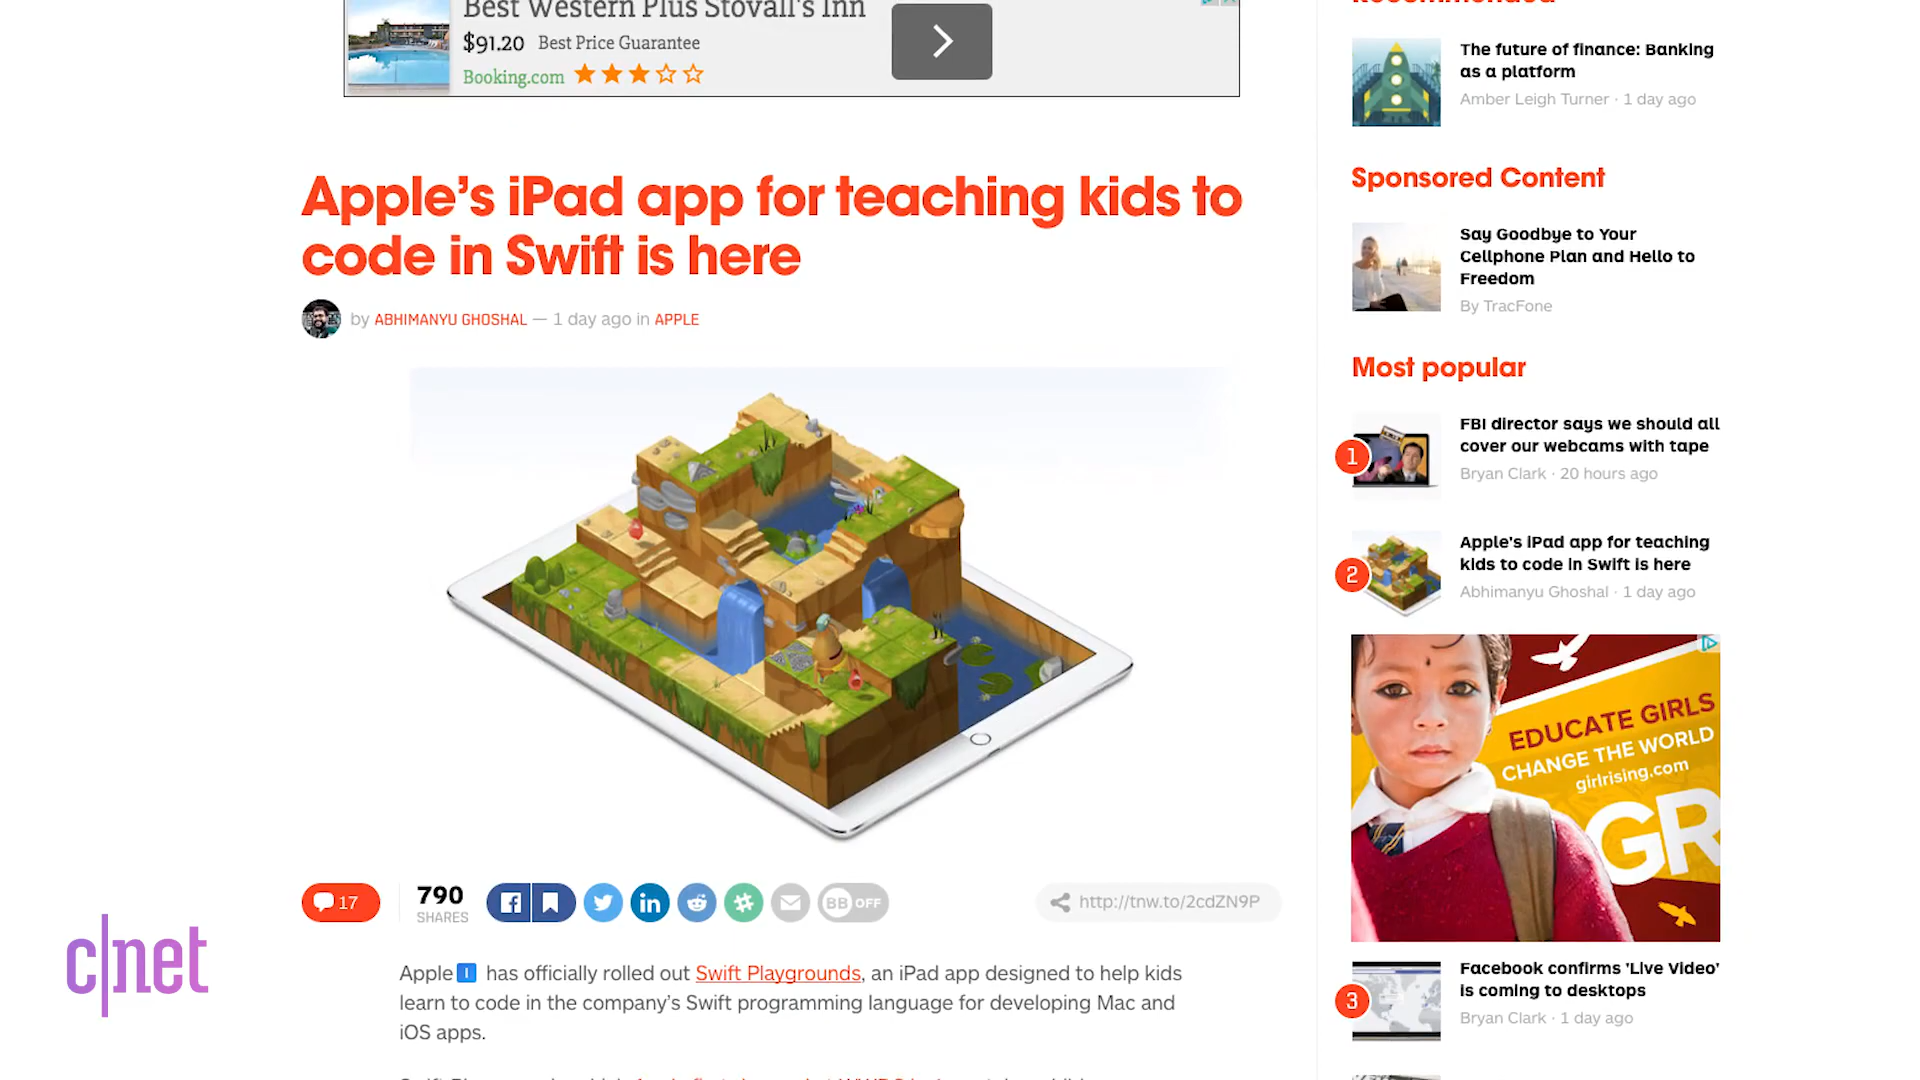 Best Western Plus Stovall's Inn
$91.20 Best Price Guarantee
Booking.com
Apple's iPad app for teaching kids to
code in Swift is here
by ABHIMANYU GHOSHAL — 1 day ago in APPLE
17
790
SHARES
in
BB OFF
http://tnw.to/2cdZN9P
Apple has officially rolled out Swift Playgrounds, an iPad app designed to help kids
learn to code in the company's Swift programming language for developing Mac and
iOS apps.
c|net
Recommended
The future of finance: Banking
as a platform
Amber Leigh Turner · 1 day ago
Sponsored Content
Say Goodbye to Your
Cellphone Plan and Hello to
Freedom
By TracFone
Most popular
1
FBI director says we should all
cover our webcams with tape
Bryan Clark · 20 hours ago
2
Apple's iPad app for teaching
kids to code in Swift is here
Abhimanyu Ghoshal · 1 day ago
EDUCATE GIRLS
CHANGE THE WORLD
girlrising.com
GR
3
Facebook confirms 'Live Video'
is coming to desktops
Bryan Clark · 1 day ago